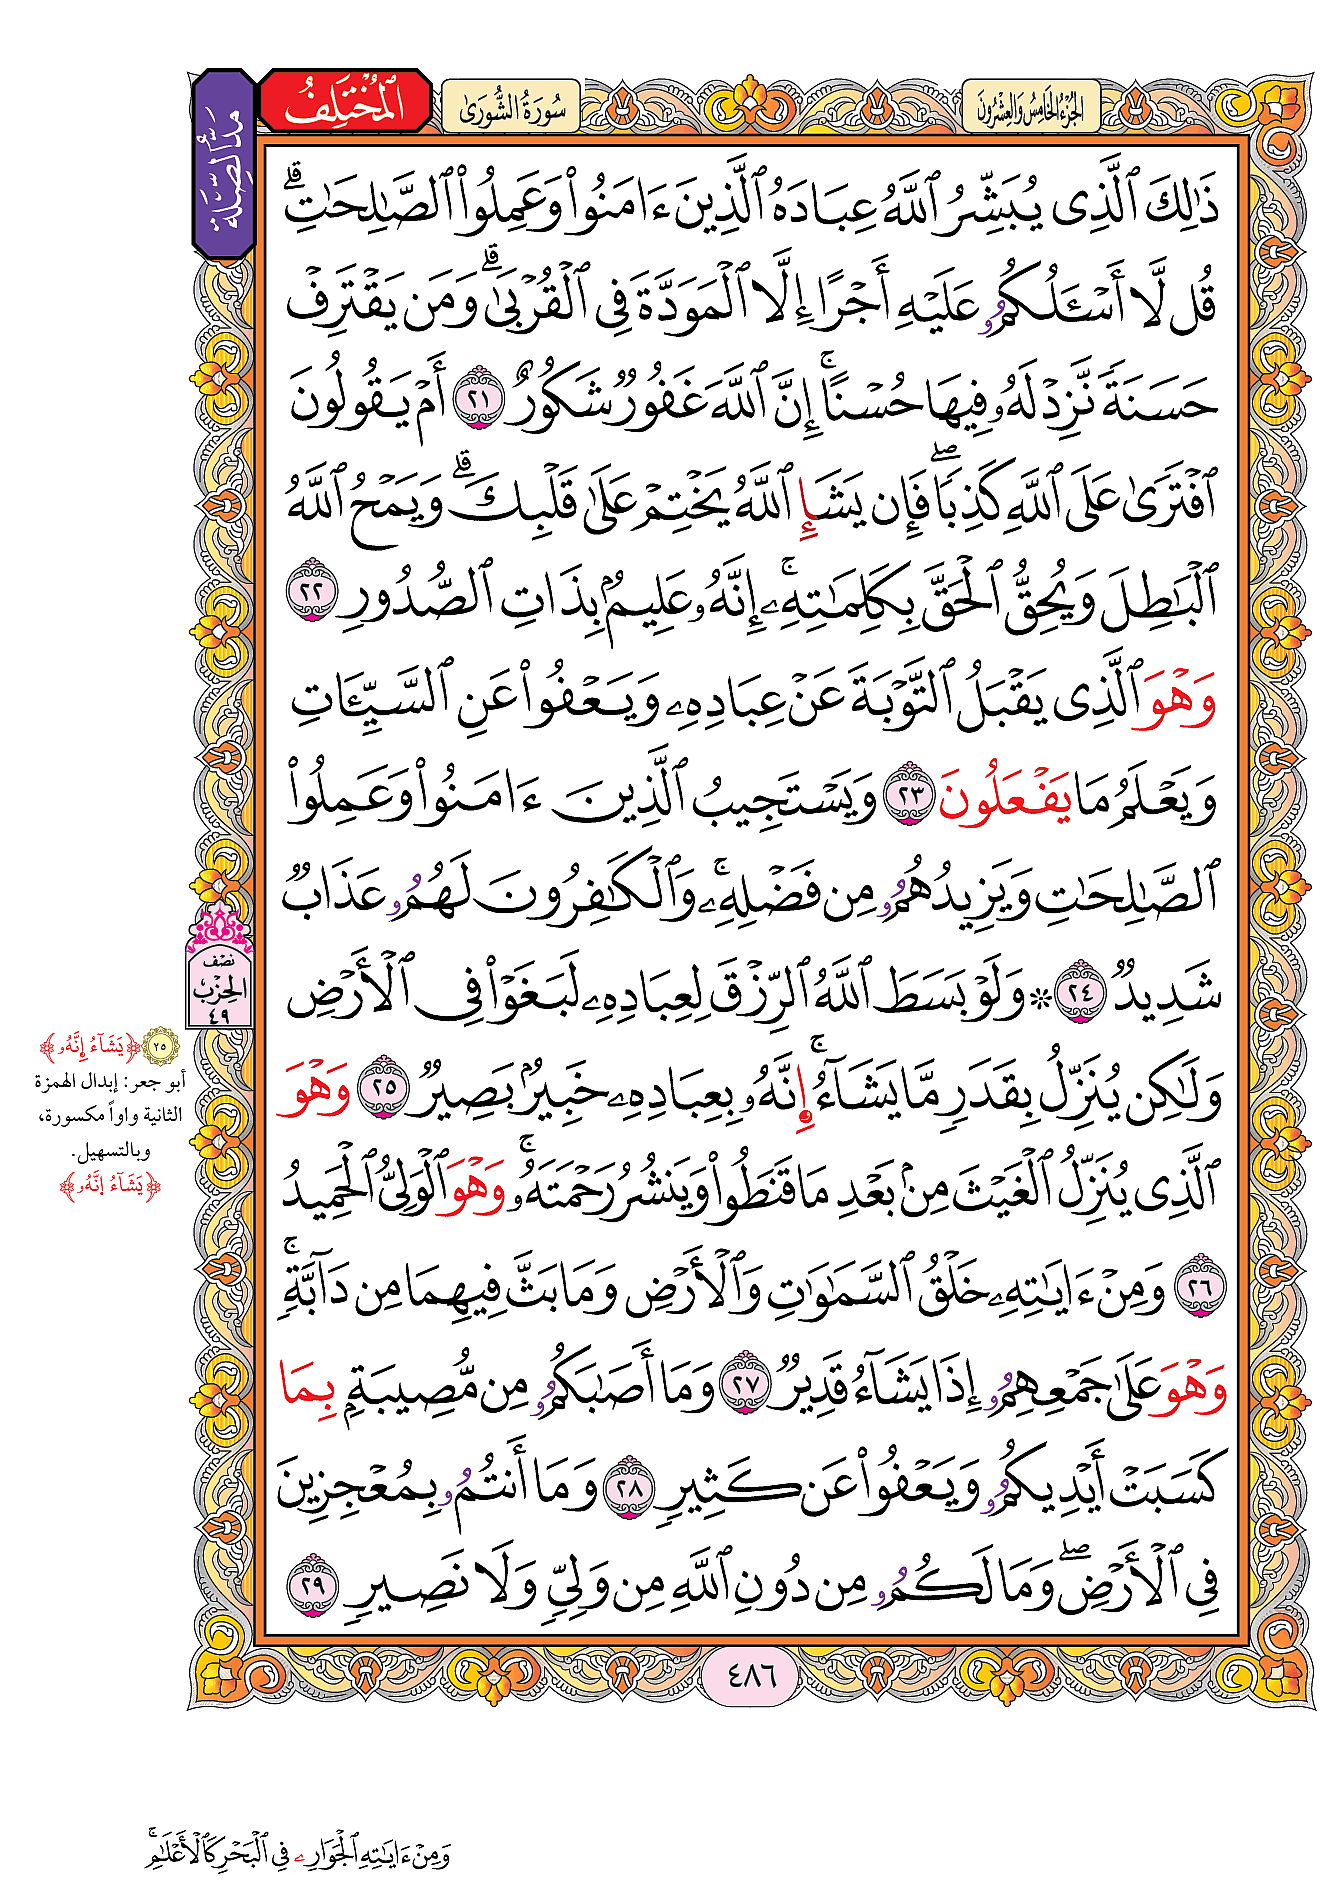 مَدُّ الصِّلَة
ٱلْمُخْتَلِفُ
سُورَةُ الشُّورَىٰ
الجُزْءُ الخَامِسُ وَالعِشْرُونَ
ذَٰلِكَ ٱلَّذِى يُبَشِّرُ ٱللَّهُ عِبَادَهُ ٱلَّذِينَ ءَامَنُوا۟ وَعَمِلُوا۟ ٱلصَّـٰلِحَـٰتِ ۗ
قُل لَّا أَسْـَٔلُكُمُۥ عَلَيْهِ أَجْرًا إِلَّا ٱلْمَوَدَّةَ فِى ٱلْقُرْبَىٰ ۗ وَمَن يَقْتَرِفْ
حَسَنَةً نَّزِدْ لَهُۥ فِيهَا حُسْنًا ۚ إِنَّ ٱللَّهَ غَفُورٌ شَكُورٌ ٢١ أَمْ يَقُولُونَ
ٱفْتَرَىٰ عَلَى ٱللَّهِ كَذِبًا ۖ فَإِن يَشَإِ ٱللَّهُ يَخْتِمْ عَلَىٰ قَلْبِكَ ۗ وَيَمْحُ ٱللَّهُ
ٱلْبَـٰطِلَ وَيُحِقُّ ٱلْحَقَّ بِكَلِمَـٰتِهِۦ ۚ إِنَّهُۥ عَلِيمٌۢ بِذَاتِ ٱلصُّدُورِ ٢٢
وَهْوَ ٱلَّذِى يَقْبَلُ ٱلتَّوْبَةَ عَنْ عِبَادِهِۦ وَيَعْفُوا۟ عَنِ ٱلسَّيِّـَٔاتِ
وَيَعْلَمُ مَا يَفْعَلُونَ ٢٣ وَيَسْتَجِيبُ ٱلَّذِينَ ءَامَنُوا۟ وَعَمِلُوا۟
ٱلصَّـٰلِحَـٰتِ وَيَزِيدُهُمُۥ مِن فَضْلِهِۦ ۚ وَٱلْكَـٰفِرُونَ لَهُمُۥ عَذَابٌ
شَدِيدٌ ٢٤ ۞ وَلَوْ بَسَطَ ٱللَّهُ ٱلرِّزْقَ لِعِبَادِهِۦ لَبَغَوْا۟ فِى ٱلْأَرْضِ
وَلَـٰكِن يُنَزِّلُ بِقَدَرٍ مَّا يَشَآءُ ۚ إِنَّهُۥ بِعِبَادِهِۦ خَبِيرٌۢ بَصِيرٌ ٢٥ وَهْوَ
ٱلَّذِى يُنَزِّلُ ٱلْغَيْثَ مِنۢ بَعْدِ مَا قَنَطُوا۟ وَيَنشُرُ رَحْمَتَهُۥ ۚ وَهْوَ ٱلْوَلِىُّ ٱلْحَمِيدُ
٢٦ وَمِنْ ءَايَـٰتِهِۦ خَلْقُ ٱلسَّمَـٰوَٰتِ وَٱلْأَرْضِ وَمَا بَثَّ فِيهِمَا مِن دَآبَّةٍ ۚ
وَهْوَ عَلَىٰ جَمْعِهِمُۥ إِذَا يَشَآءُ قَدِيرٌ ٢٧ وَمَا أَصَـٰبَكُمُۥ مِن مُّصِيبَةٍۭ بِمَا
كَسَبَتْ أَيْدِيكُمُۥ وَيَعْفُوا۟ عَن كَثِيرٍ ٢٨ وَمَا أَنتُمُۥ بِمُعْجِزِينَ
فِى ٱلْأَرْضِ ۖ وَمَا لَكُمُۥ مِن دُونِ ٱللَّهِ مِن وَلِىٍّ وَلَا نَصِيرٍ ٢٩
نصف
الحِزْب
٤٩
٢٥ ﴿يَشَآءُ إِنَّهُۥ﴾
أبو جعر: إبدال الهمزة
الثانية واواً مكسورة،
وبالتسهيل.
﴿يَشَآءُ ا۪نَّهُۥ﴾
٤٨٦
وَمِنْ ءَايَـٰتِهِ ٱلْجَوَارِۦ فِى ٱلْبَحْرِ كَٱلْأَعْلَـٰمِ ۚ